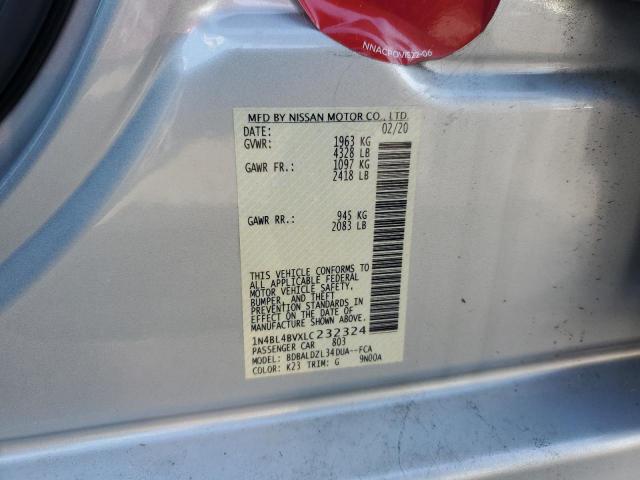 NNACPOVIS22-06
MFD BY NISSAN MOTOR CO., LTD.
DATE: 02/20
GVWR: 1963 KG
4328 LB
GAWR FR.: 1097 KG
2418 LB
GAWR RR.: 945 KG
2083 LB
THIS VEHICLE CONFORMS TO
ALL APPLICABLE FEDERAL
MOTOR VEHICLE SAFETY,
BUMPER, AND THEFT
PREVENTION STANDARDS IN
EFFECT ON THE DATE OF
MANUFACTURE SHOWN ABOVE.
1N4BL4BVXLC232324
PASSENGER CAR 803
MODEL: BDBALDZL34DUA--FCA
COLOR: K23 TRIM: G 9N00A